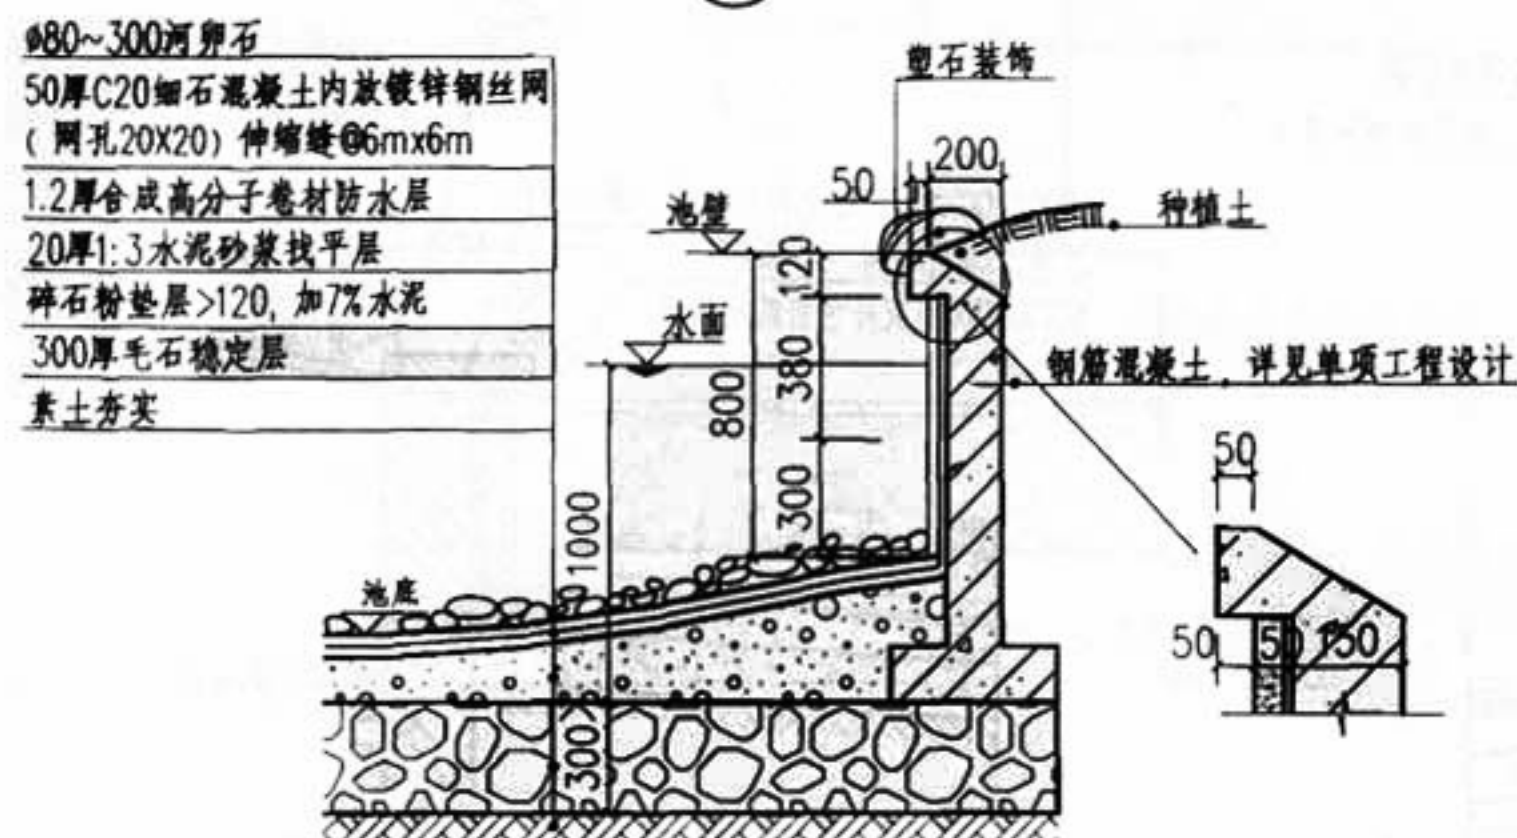 ø80~300河卵石
50厚C20细石混凝土内放镀锌钢丝网
(网孔20X20)伸缩缝@6mx6m
1.2厚合成高分子卷材防水层
20厚1:3水泥砂浆找平层
碎石粉垫层>120,加7%水泥
300厚毛石稳定层
素土夯实
塑石装饰
200
50
池壁
种植土
120
水面
380
800
钢筋混凝土,详见单项工程设计
50
300
1000
池底
50
50
150
300>